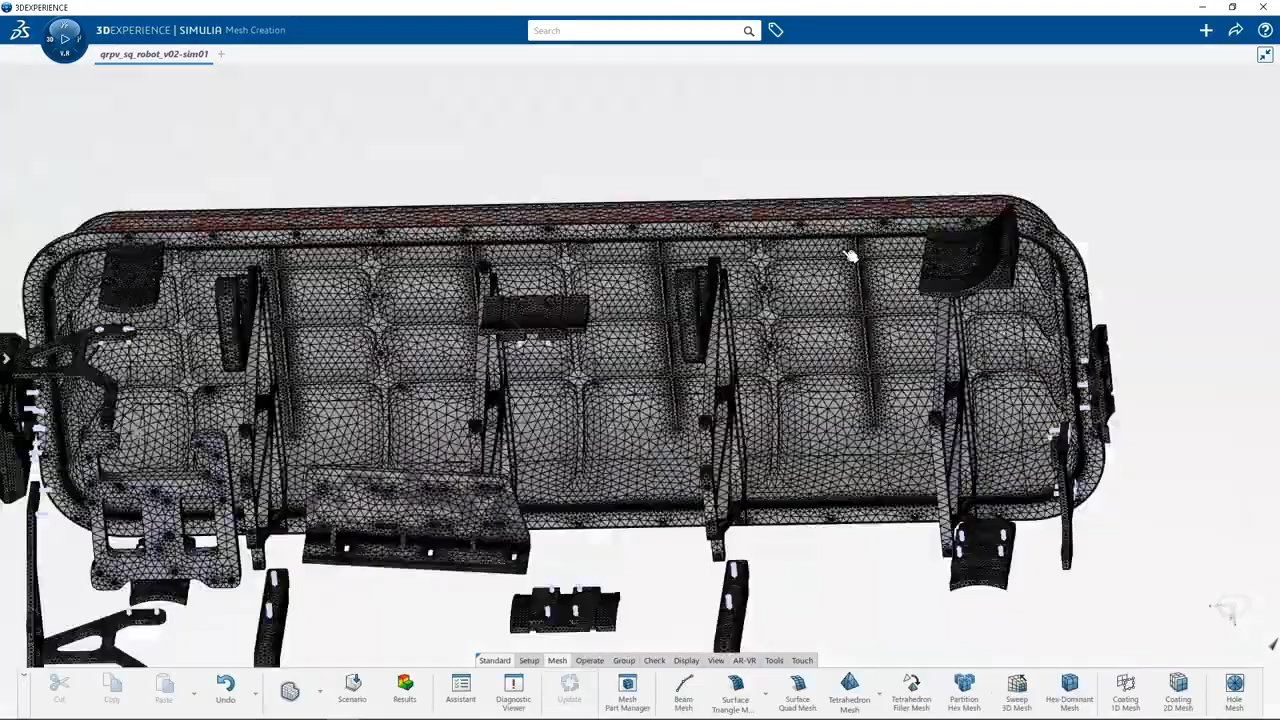 3DEXPERIENCE
3DEXPERIENCE | SIMULIA Mesh Creation
Search
3D
V.R
qrpv_sq_robot_v02-sim01
Standard Setup Mesh Operate Group Check Display View AR-VR Tools Touch
Cut Copy Paste Undo Scenario Results Assistant Diagnostic Viewer Update Mesh Part Manager Beam Mesh Surface Triangle M... Surface Quad Mesh Tetrahedron Mesh Tetrahedron Filler Mesh Partition Hex Mesh Sweep 3D Mesh Hex-Dominant Mesh Coating 1D Mesh Coating 2D Mesh Hole Mesh